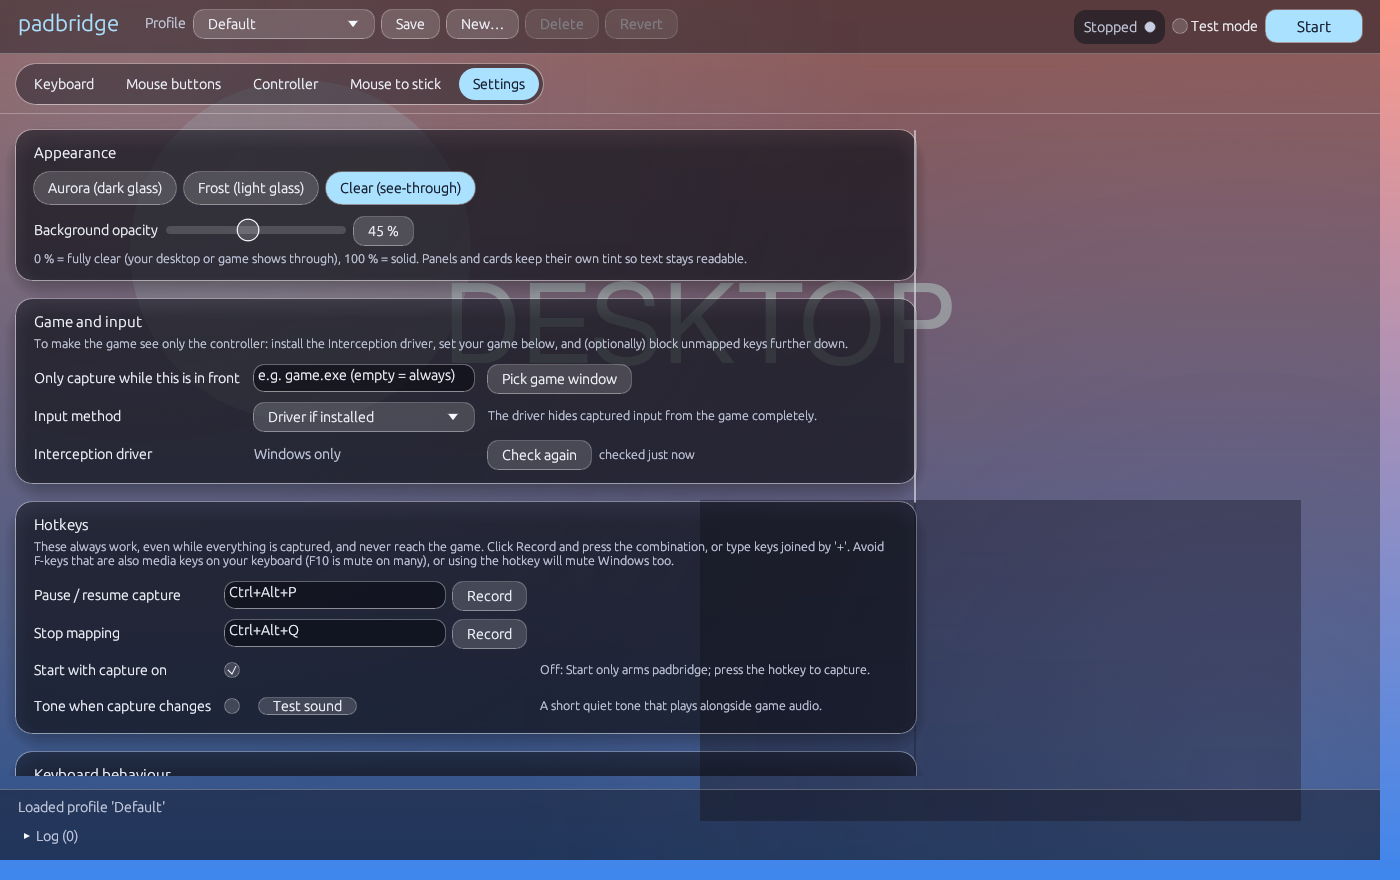 padbridge
Profile Default Save New... Delete Revert Stopped Test mode Start
Keyboard Mouse buttons Controller Mouse to stick Settings
Appearance
Aurora (dark glass) Frost (light glass) Clear (see-through)
Background opacity 45 %
0 % = fully clear (your desktop or game shows through), 100 % = solid. Panels and cards keep their own tint so text stays readable.
DESKTOP
Game and input
To make the game see only the controller: install the Interception driver, set your game below, and (optionally) block unmapped keys further down.
Only capture while this is in front e.g. game.exe (empty = always) Pick game window
Input method Driver if installed The driver hides captured input from the game completely.
Interception driver Windows only Check again checked just now
Hotkeys
These always work, even while everything is captured, and never reach the game. Click Record and press the combination, or type keys joined by '+'. Avoid
F-keys that are also media keys on your keyboard (F10 is mute on many), or using the hotkey will mute Windows too.
Pause / resume capture Ctrl+Alt+P Record
Stop mapping Ctrl+Alt+Q Record
Start with capture on Off: Start only arms padbridge; press the hotkey to capture.
Tone when capture changes Test sound A short quiet tone that plays alongside game audio.
Keyboard behaviour
Loaded profile 'Default'
Log (0)